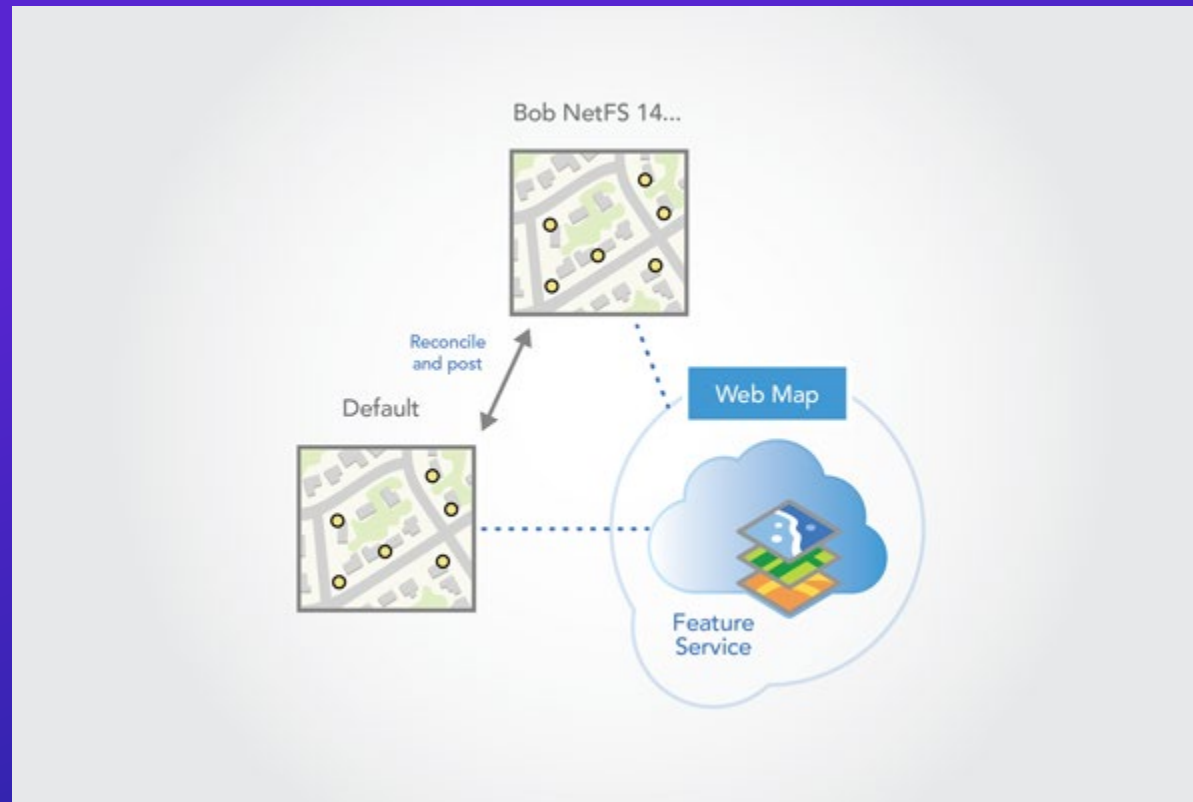 Bob NetFS 14...
Reconcile
and post
Web Map
Default
Feature
Service